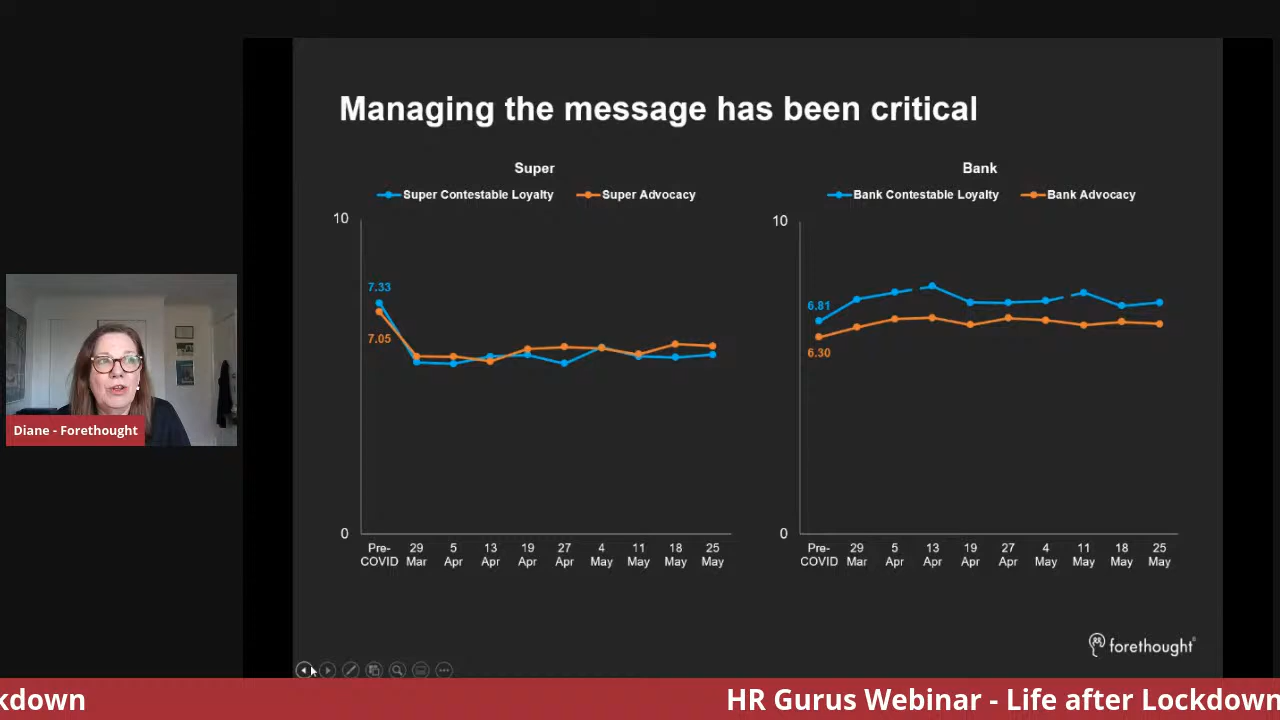 Managing the message has been critical
Super
Super Contestable Loyalty Super Advocacy
10
7.33
7.05
0
Pre-COVID 29 Mar 5 Apr 13 Apr 19 Apr 27 Apr 4 May 11 May 18 May 25 May
Bank
Bank Contestable Loyalty Bank Advocacy
10
6.81
6.30
0
Pre-COVID 29 Mar 5 Apr 13 Apr 19 Apr 27 Apr 4 May 11 May 18 May 25 May
forethought
Diane - Forethought
kdown
HR Gurus Webinar - Life after Lockdown